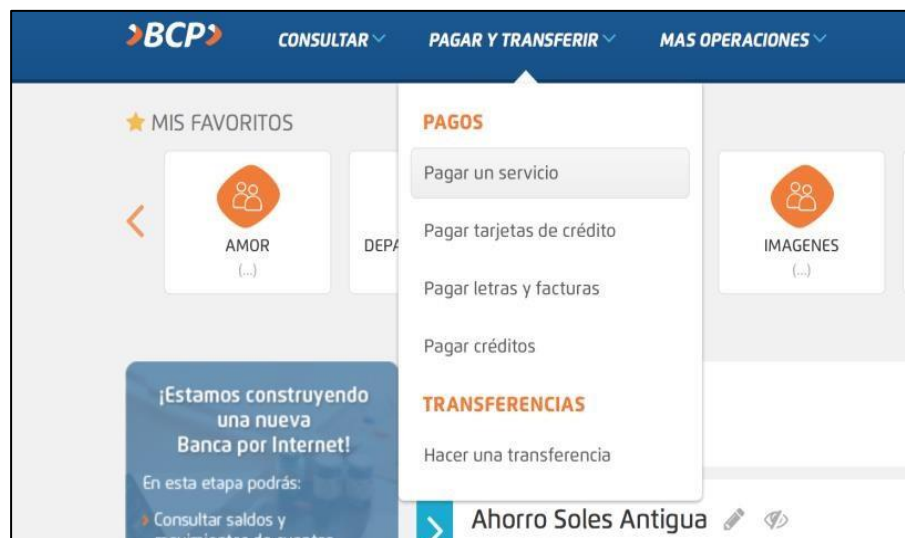 BCP
CONSULTAR
PAGAR Y TRANSFERIR
MAS OPERACIONES
MIS FAVORITOS
AMOR
(...)
DEPA
IMAGENES
(...)
PAGOS
Pagar un servicio
Pagar tarjetas de crédito
Pagar letras y facturas
Pagar créditos
TRANSFERENCIAS
Hacer una transferencia
¡Estamos construyendo
una nueva
Banca por Internet!
En esta etapa podrás:
Consultar saldos y
Ahorro Soles Antigua